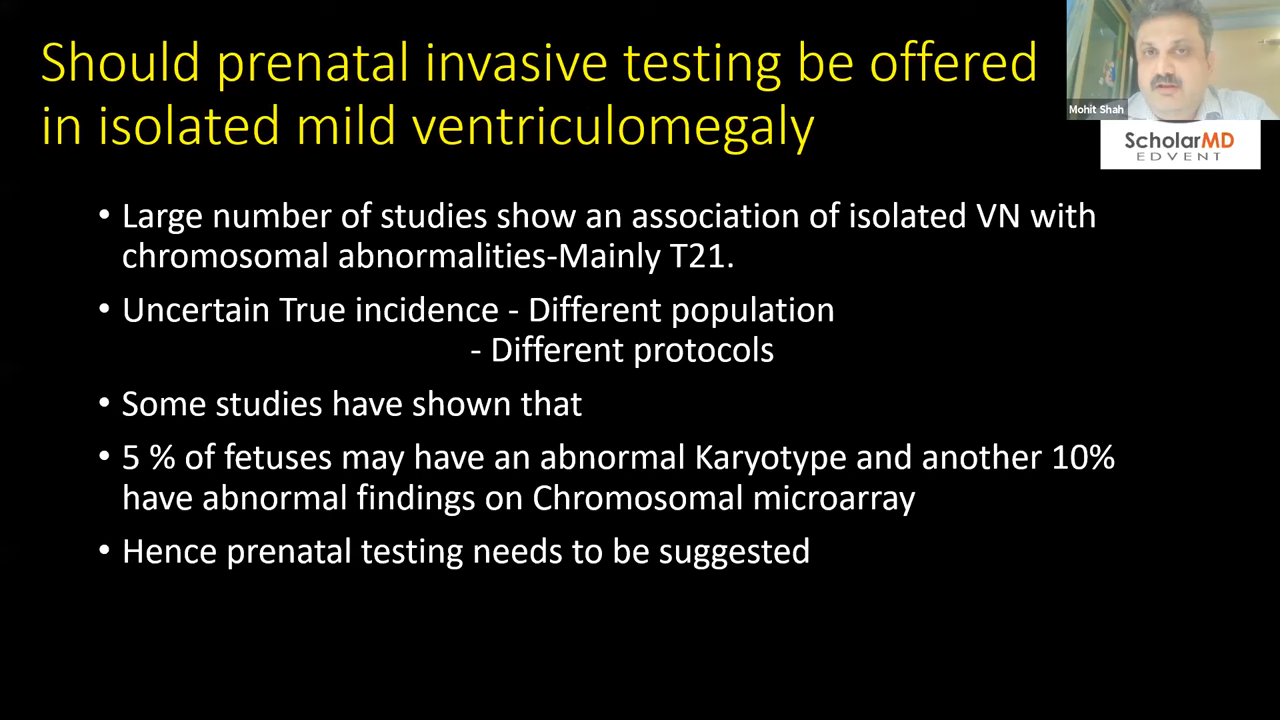 Should prenatal invasive testing be offered
in isolated mild ventriculomegaly
Mohit Shah
ScholarMD
EDVENT
• Large number of studies show an association of isolated VN with
chromosomal abnormalities-Mainly T21.
• Uncertain True incidence - Different population
- Different protocols
• Some studies have shown that
• 5 % of fetuses may have an abnormal Karyotype and another 10%
have abnormal findings on Chromosomal microarray
• Hence prenatal testing needs to be suggested